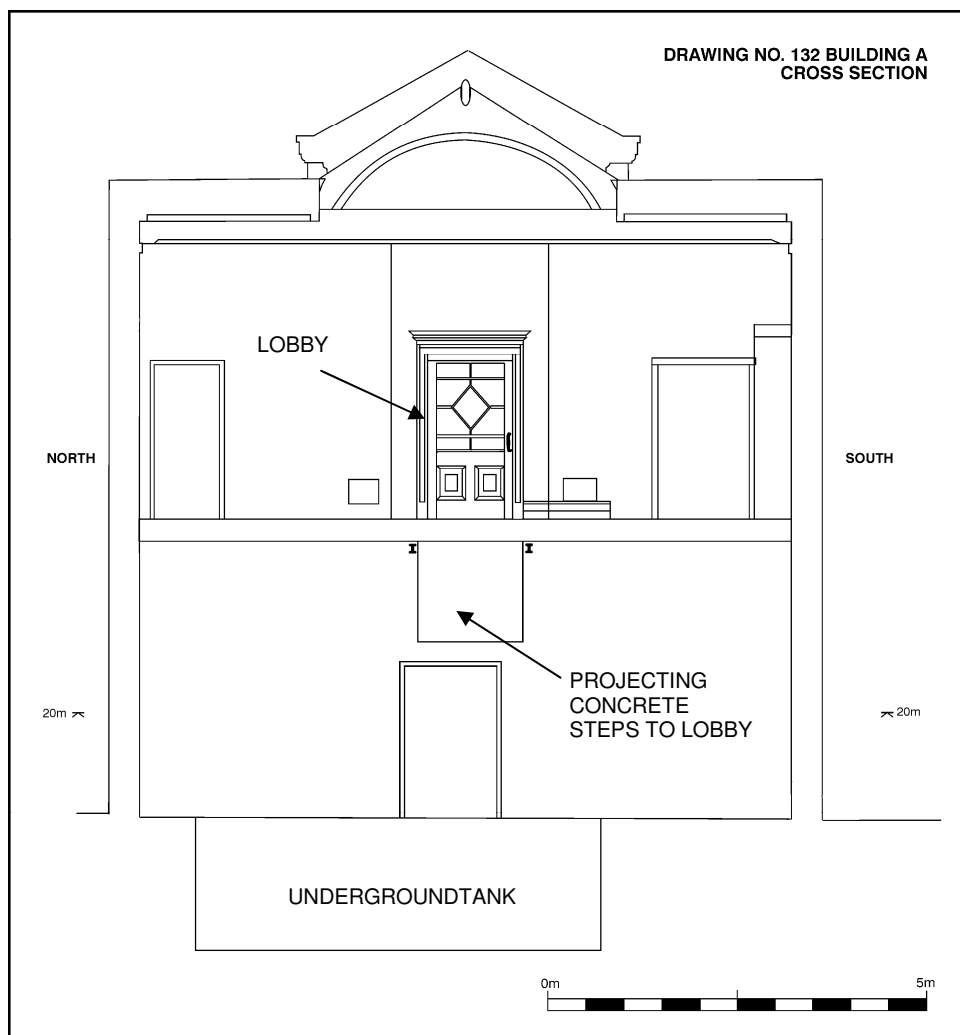 DRAWING NO. 132 BUILDING A
CROSS SECTION
LOBBY
NORTH
SOUTH
PROJECTING
CONCRETE
STEPS TO LOBBY
20m
20m
UNDERGROUNDTANK
0m
5m